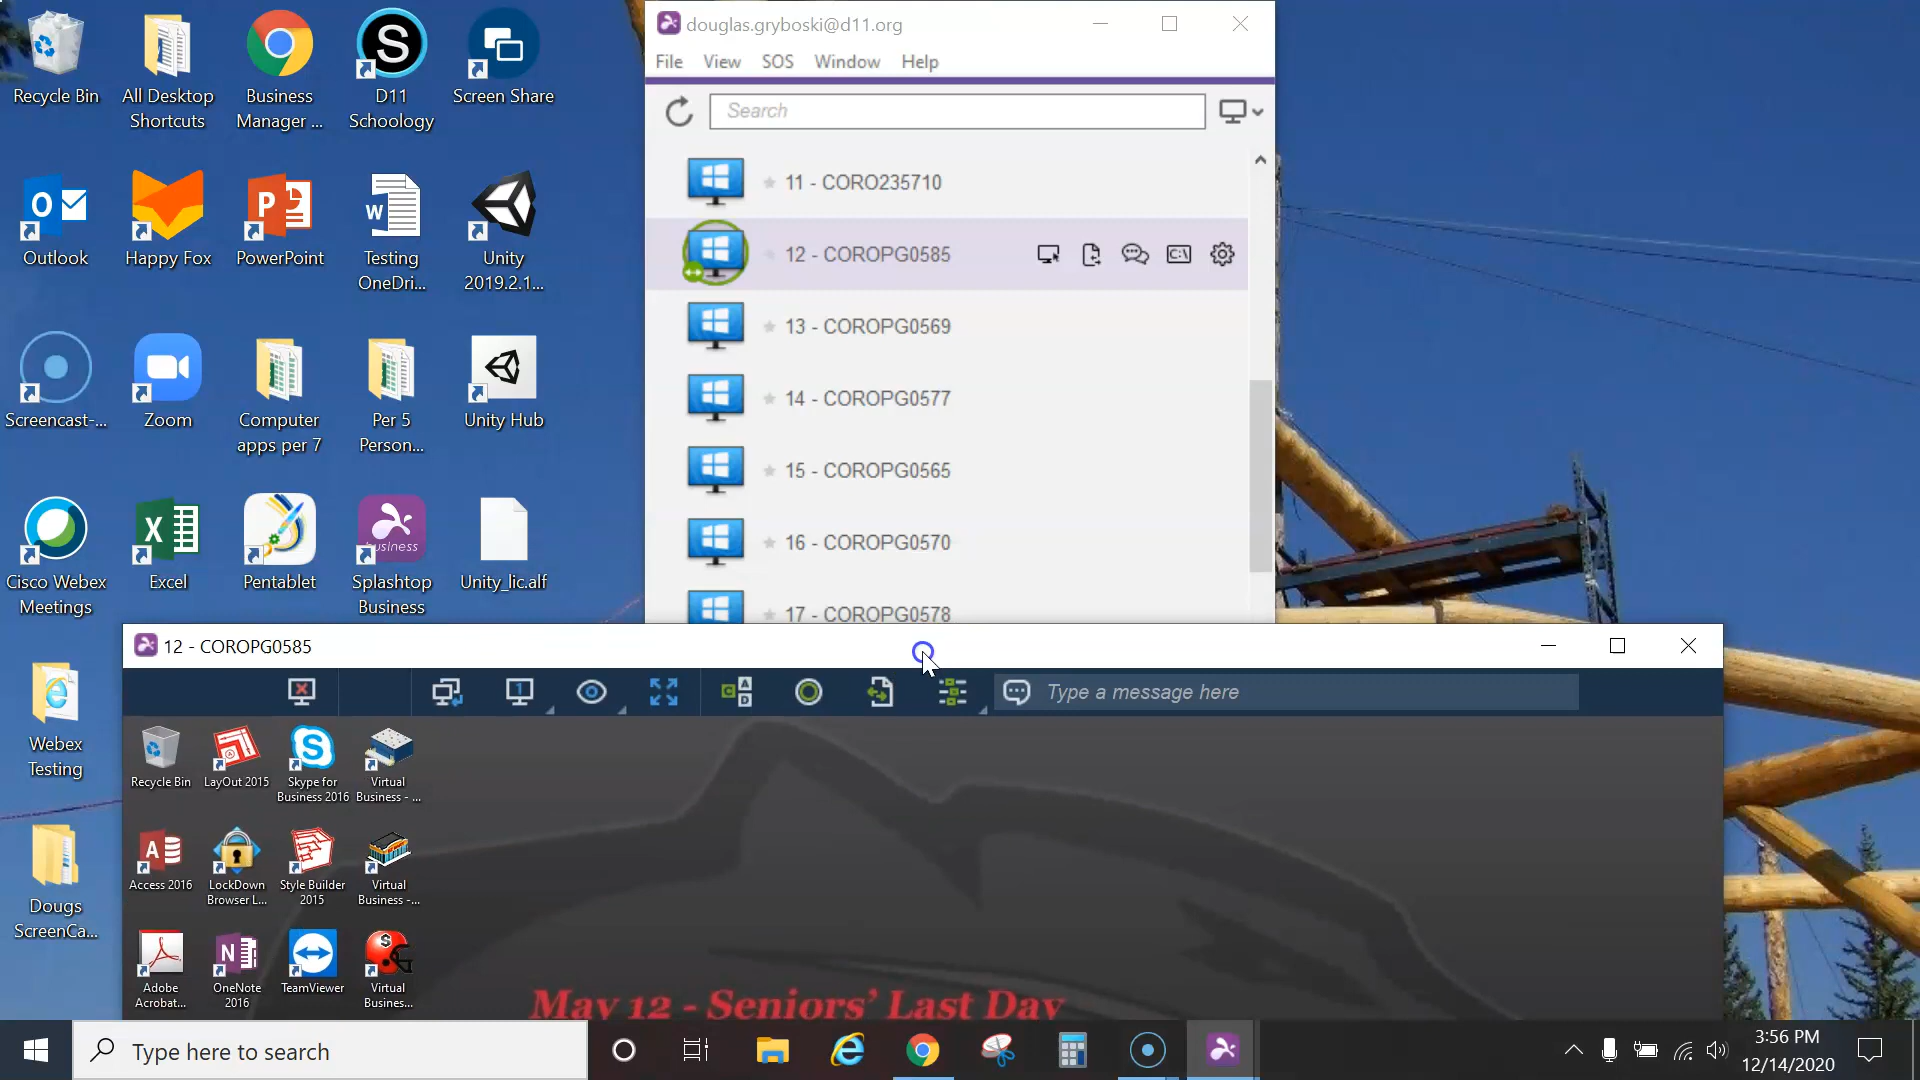 Recycle Bin
All Desktop
Shortcuts
Business
Manager ...
D11
Schoology
Screen Share
Outlook
Happy Fox
PowerPoint
Testing
OneDri...
Unity
2019.2.1...
Screencast-...
Zoom
Computer
apps per 7
Per 5
Person...
Unity Hub
Cisco Webex
Meetings
Excel
Pentablet
business
Splashtop
Business
Unity_lic.alf
Webex
Testing
Dougs
ScreenCa...
douglas.gryboski@d11.org
File View SOS Window Help
Search
11 - CORO235710
12 - COROPG0585
13 - COROPG0569
14 - COROPG0577
15 - COROPG0565
16 - COROPG0570
17 - COROPG0578
12 - COROPG0585
Type a message here
Recycle Bin
LayOut 2015
Skype for
Business 2016
Virtual
Business - ...
Access 2016
LockDown
Browser L...
Style Builder
2015
Virtual
Business -...
Adobe
Acrobat...
OneNote
2016
TeamViewer
Virtual
Busines...
May 12 - Seniors' Last Day
Type here to search
3:56 PM
12/14/2020